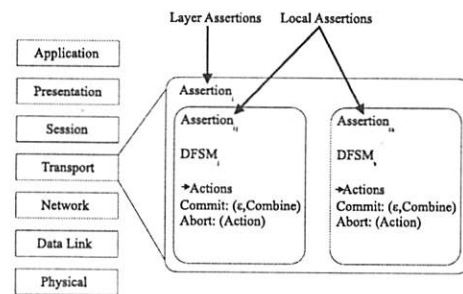 Layer Assertions
Local Assertions
Application
Presentation
Session
Transport
Network
Data Link
Physical
Assertion
Assertion
DFSM
➔Actions
Commit: (ε,Combine)
Abort: (Action)
Assertion
DFSM
➔Actions
Commit: (ε,Combine)
Abort: (Action)